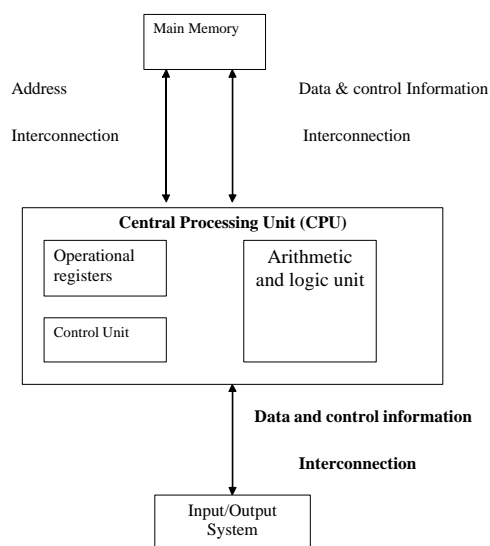 Main Memory
Address
Data & control Information
Interconnection
Interconnection
Central Processing Unit (CPU)
Operational
registers
Arithmetic
and logic unit
Control Unit
Data and control information
Interconnection
Input/Output
System